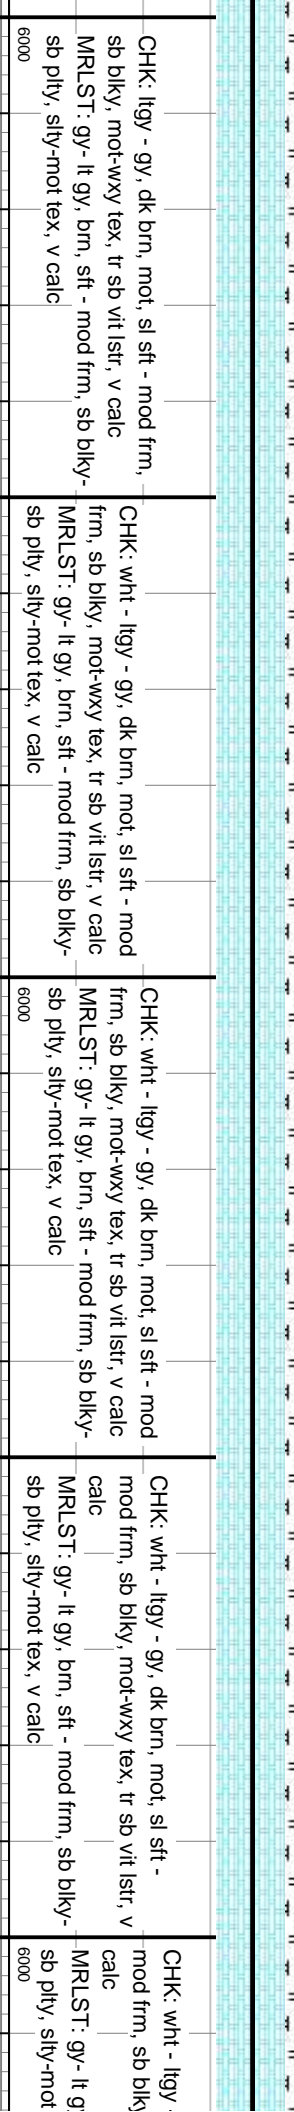 CHK: ltgy - gy, dk brn, mot, sl sft - mod frm,
sb blky, mot-wxy tex, tr sb vit lstr, v calc
MRLST: gy- lt gy, brn, sft - mod frm, sb blky-
sb plty, slty-mot tex, v calc
6000
CHK: wht - ltgy - gy, dk brn, mot, sl sft - mod
frm, sb blky, mot-wxy tex, tr sb vit lstr, v calc
MRLST: gy- lt gy, brn, sft - mod frm, sb blky-
sb plty, slty-mot tex, v calc
CHK: wht - ltgy - gy, dk brn, mot, sl sft - mod
frm, sb blky, mot-wxy tex, tr sb vit lstr, v calc
MRLST: gy- lt gy, brn, sft - mod frm, sb blky-
sb plty, slty-mot tex, v calc
6000
CHK: wht - ltgy - gy, dk brn, mot, sl sft -
mod frm, sb blky, mot-wxy tex, tr sb vit lstr, v
calc
MRLST: gy- lt gy, brn, sft - mod frm, sb blky-
sb plty, slty-mot tex, v calc
CHK: wht - ltgy -
mod frm, sb blky
calc
MRLST: gy- lt gy
sb plty, slty-mot
6000